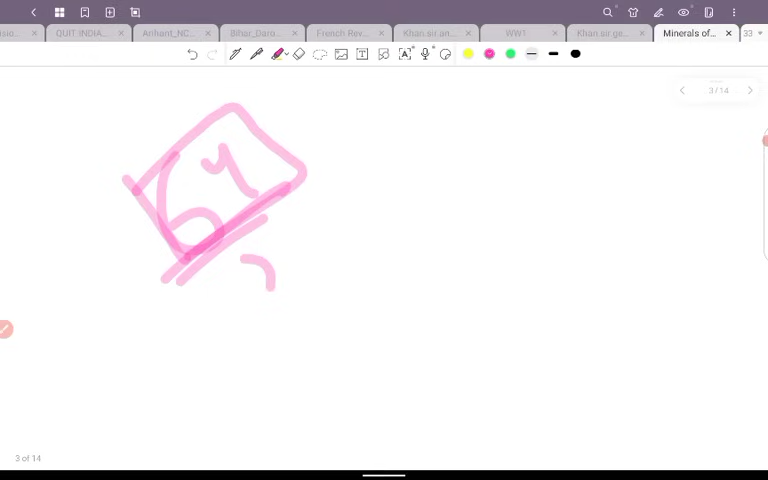 usio...
QUIT INDIA...
Arihant_NC...
Bihar_Daro...
French Rev...
Khan sir an...
WW1
Khan sir ge...
Minerals of...
33
3 / 14
3 of 14